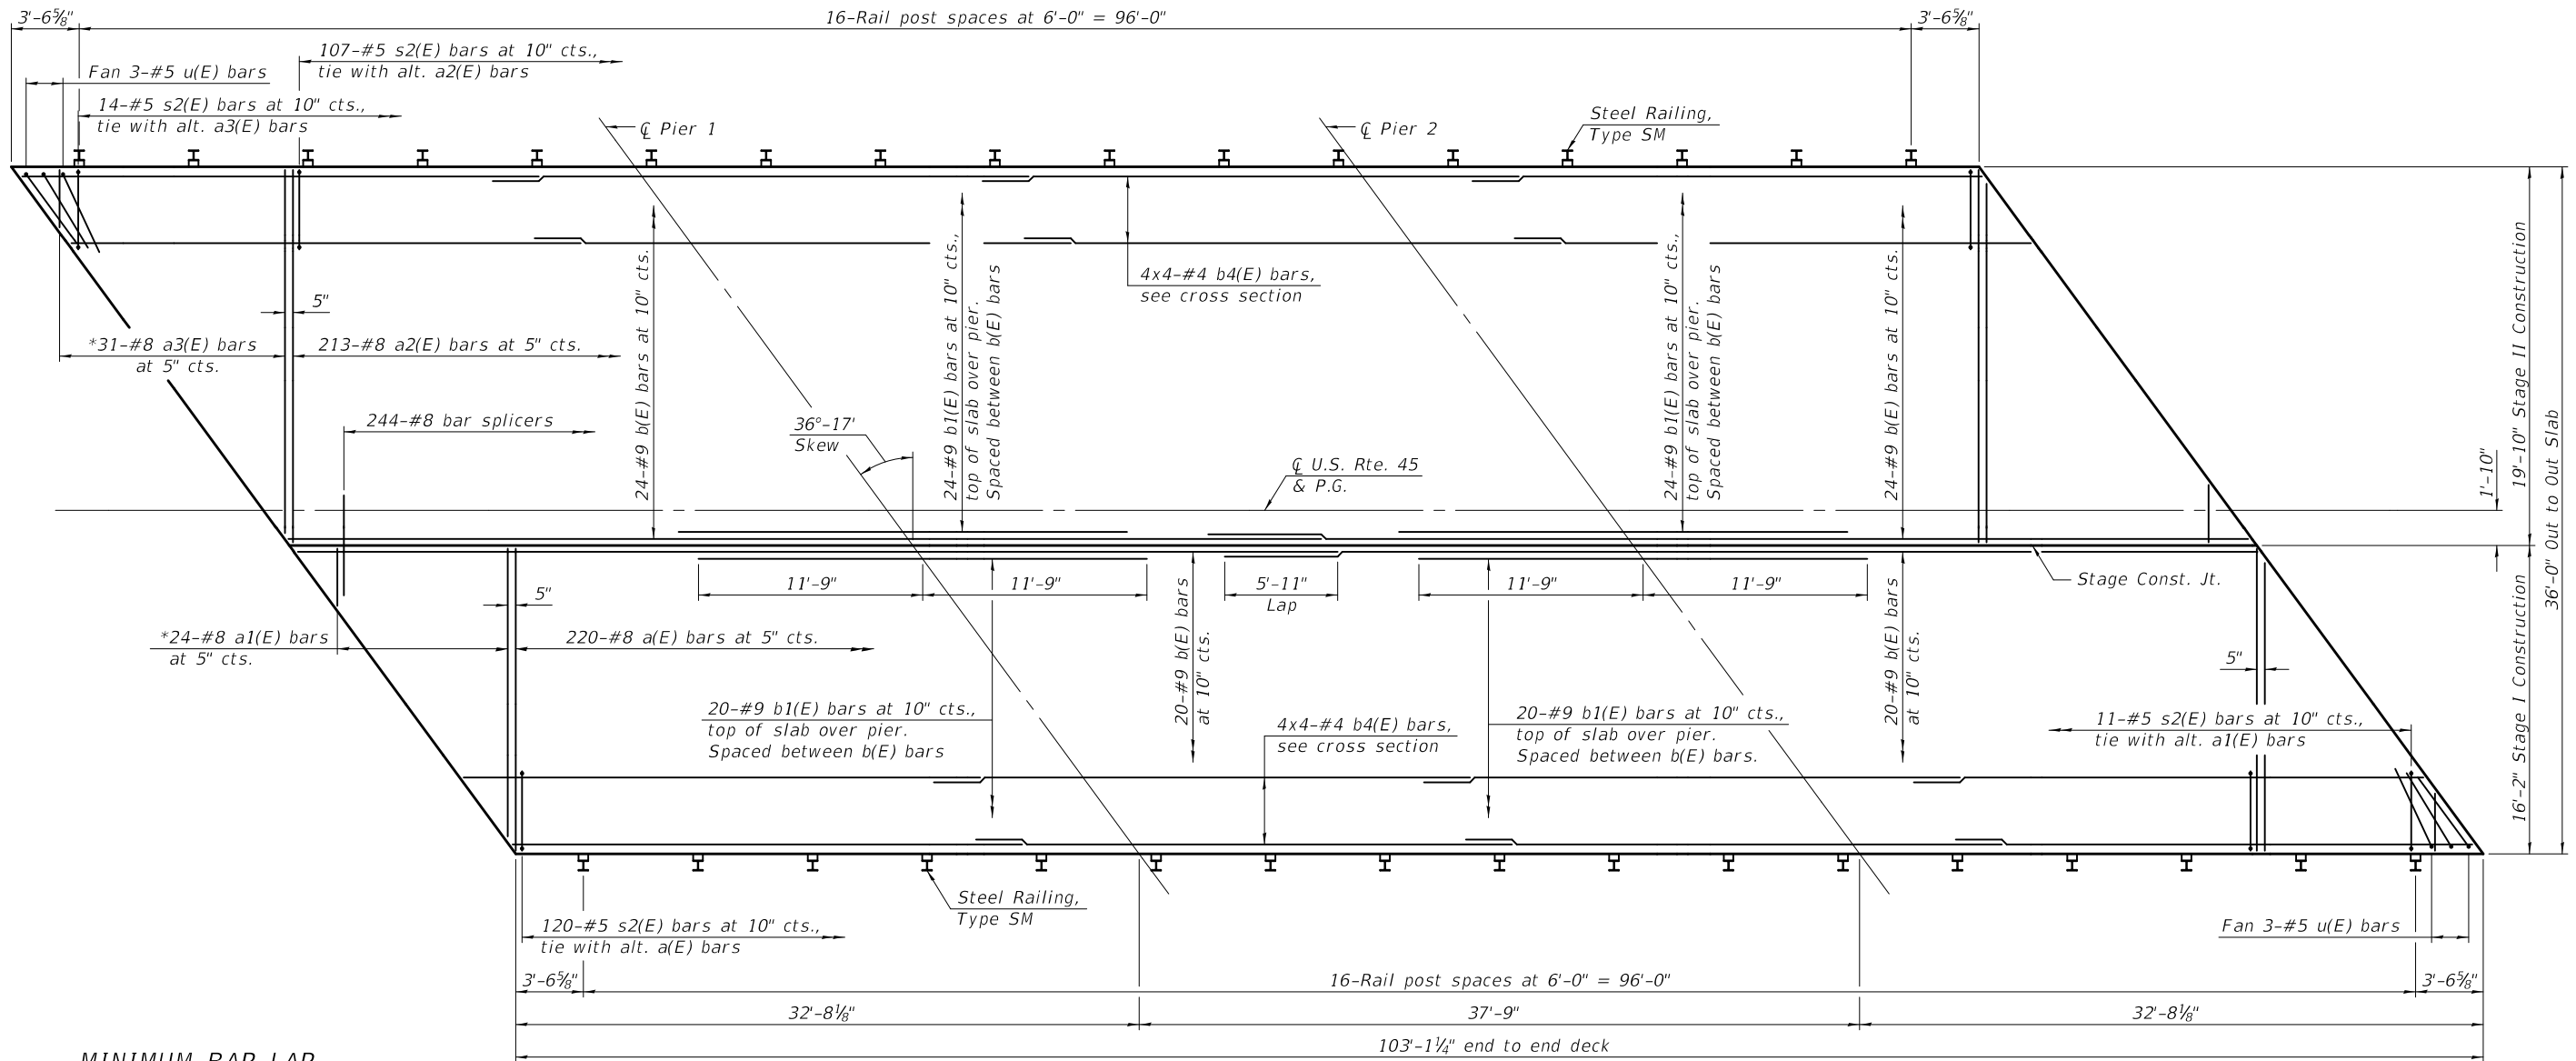 3'-6⅝"
16-Rail post spaces at 6'-0" = 96'-0"
3'-6⅝"
107-#5 s2(E) bars at 10" cts.,
tie with alt. a2(E) bars
Fan 3-#5 u(E) bars
14-#5 s2(E) bars at 10" cts.,
tie with alt. a3(E) bars
℄ Pier 1
℄ Pier 2
Steel Railing,
Type SM
24-#9 b(E) bars at 10" cts.
24-#9 b1(E) bars at 10" cts.,
top of slab over pier.
Spaced between b(E) bars
4x4-#4 b4(E) bars,
see cross section
24-#9 b1(E) bars at 10" cts.,
top of slab over pier.
Spaced between b(E) bars
24-#9 b(E) bars at 10" cts.
5"
*31-#8 a3(E) bars
at 5" cts.
213-#8 a2(E) bars at 5" cts.
244-#8 bar splicers
36°-17'
Skew
℄ U.S. Rte. 45
& P.G.
1'-10"
19'-10" Stage II Construction
36'-0" Out to Out Slab
16'-2" Stage I Construction
11'-9"
11'-9"
5'-11"
Lap
11'-9"
11'-9"
Stage Const. Jt.
5"
*24-#8 a1(E) bars
at 5" cts.
220-#8 a(E) bars at 5" cts.
20-#9 b(E) bars
at 10" cts.
20-#9 b(E) bars
at 10" cts.
5"
20-#9 b1(E) bars at 10" cts.,
top of slab over pier.
Spaced between b(E) bars
4x4-#4 b4(E) bars,
see cross section
20-#9 b1(E) bars at 10" cts.,
top of slab over pier.
Spaced between b(E) bars.
11-#5 s2(E) bars at 10" cts.,
tie with alt. a1(E) bars
Steel Railing,
Type SM
120-#5 s2(E) bars at 10" cts.,
tie with alt. a(E) bars
Fan 3-#5 u(E) bars
3'-6⅝"
16-Rail post spaces at 6'-0" = 96'-0"
3'-6⅝"
32'-8⅛"
37'-9"
32'-8⅛"
103'-1¼" end to end deck
MINIMUM BAR LAP